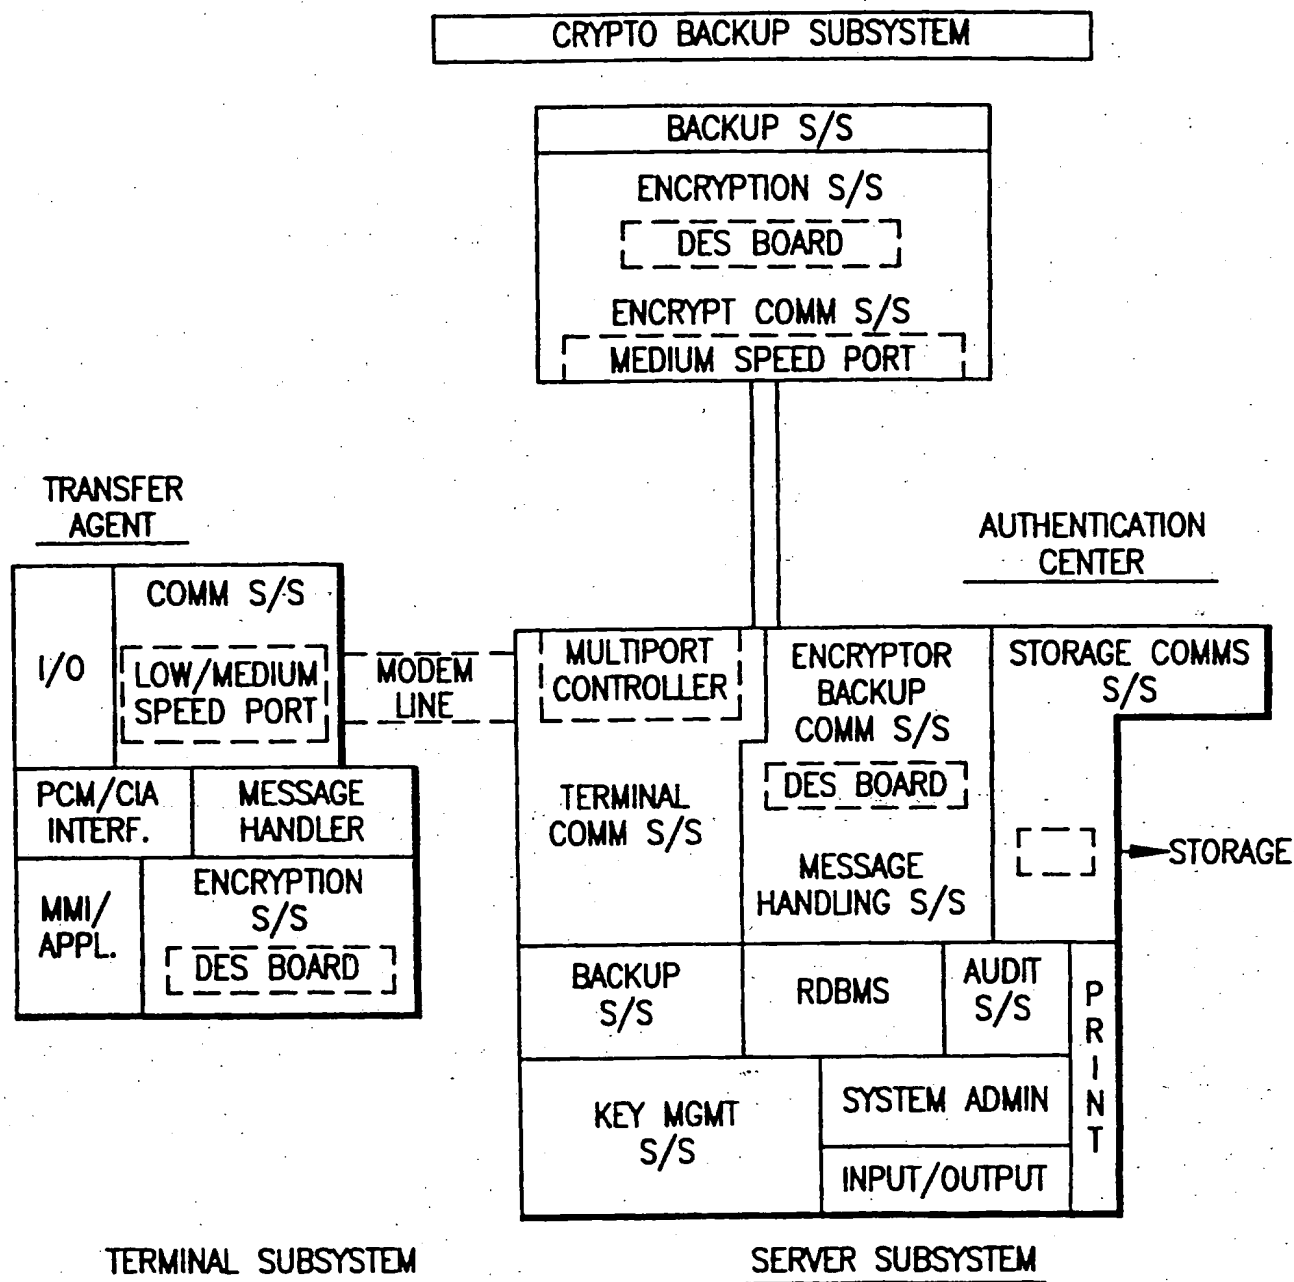 CRYPTO BACKUP SUBSYSTEM
BACKUP S/S
ENCRYPTION S/S
DES BOARD
ENCRYPT COMM S/S
MEDIUM SPEED PORT
TRANSFER
AGENT
COMM S/S
I/O
LOW/MEDIUM
SPEED PORT
PCM/CIA
INTERF.
MESSAGE
HANDLER
MMI/
APPL.
ENCRYPTION
S/S
DES BOARD
MODEM
LINE
AUTHENTICATION
CENTER
MULTIPORT
CONTROLLER
TERMINAL
COMM S/S
ENCRYPTOR
BACKUP
COMM S/S
DES BOARD
MESSAGE
HANDLING S/S
STORAGE COMMS
S/S
STORAGE
BACKUP
S/S
RDBMS
AUDIT
S/S
PRINT
KEY MGMT
S/S
SYSTEM ADMIN
INPUT/OUTPUT
TERMINAL SUBSYSTEM
SERVER SUBSYSTEM